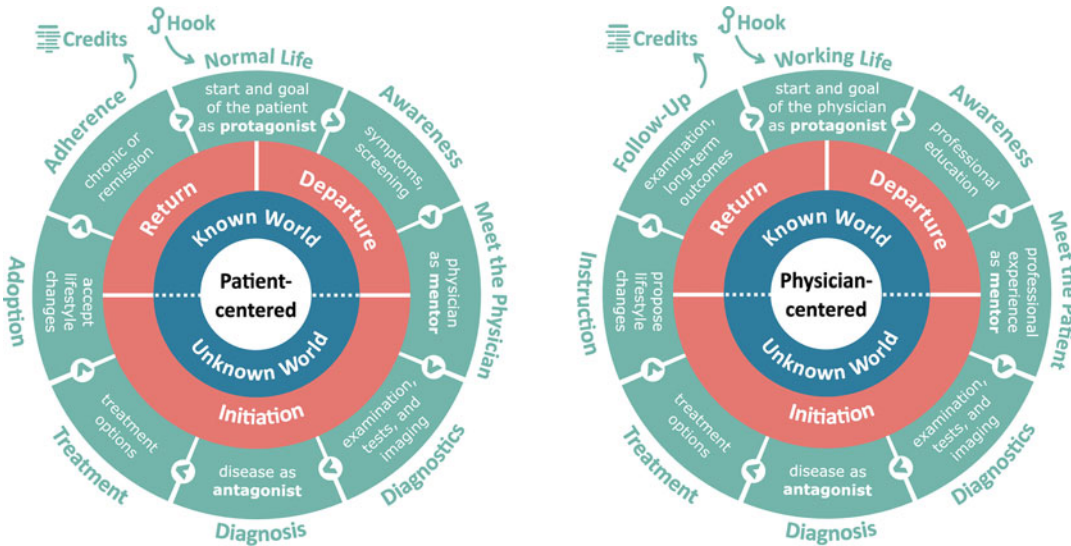 Credits
Hook
Normal Life
start and goal
of the patient
as protagonist
Awareness
symptoms,
screening
Meet the Physician
physician
as mentor
Diagnostics
examination,
tests, and
imaging
Diagnosis
disease as
antagonist
Treatment
treatment
options
Adoption
accept
lifestyle
changes
Adherence
chronic or
remission
Return
Departure
Initiation
Known World
Unknown World
Patient-
centered
Credits
Hook
Working Life
start and goal
of the physician
as protagonist
Awareness
professional
education
Meet the Patient
professional
experience
as mentor
Diagnostics
examination,
tests, and
imaging
Diagnosis
disease as
antagonist
Treatment
treatment
options
Instruction
propose
lifestyle
changes
Follow-Up
examination,
long-term
outcomes
Return
Departure
Initiation
Known World
Unknown World
Physician-
centered